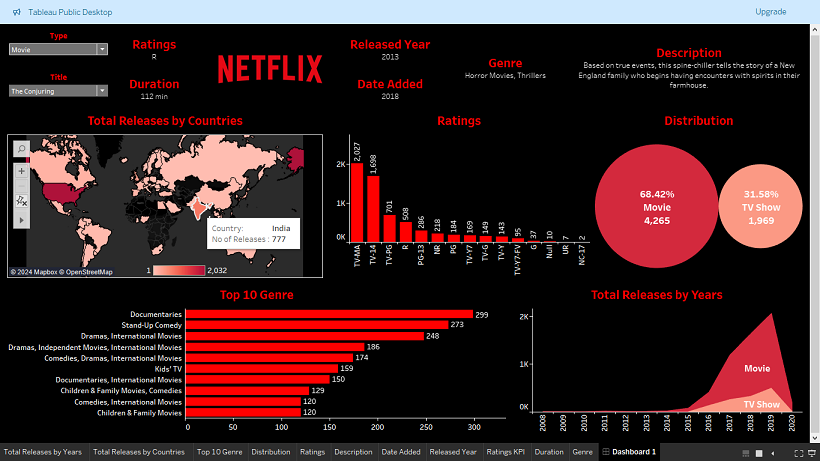 Tableau Public Desktop
Upgrade
Type
Movie
Title
The Conjuring
Ratings
R
Duration
112 min
NETFLIX
Released Year
2013
Date Added
2018
Genre
Horror Movies, Thrillers
Description
Based on true events, this spine-chiller tells the story of a New
England family who begins having encounters with spirits in their
farmhouse.
Total Releases by Countries
Country: India
No of Releases : 777
© 2024 Mapbox © OpenStreetMap
1 2,032
Ratings
2K
1K
0K
2,027
1,698
701
508
286
218
184
169
149
143
95
37
10
7
2
TV-MA
TV-14
TV-PG
R
PG-13
NR
PG
TV-Y7
TV-G
TV-Y
TV-Y7-FV
G
Null
UR
NC-17
Distribution
68.42%
Movie
4,265
31.58%
TV Show
1,969
Top 10 Genre
Documentaries 299
Stand-Up Comedy 273
Dramas, International Movies 248
Dramas, Independent Movies, International Movies 186
Comedies, Dramas, International Movies 174
Kids' TV 159
Documentaries, International Movies 150
Children & Family Movies, Comedies 129
Comedies, International Movies 120
Children & Family Movies 120
0 50 100 150 200 250 300
Total Releases by Years
2K
1K
0K
Movie
TV Show
2008
2009
2010
2011
2012
2013
2014
2015
2016
2017
2018
2019
2020
Total Releases by Years Total Releases by Countries Top 10 Genre Distribution Ratings Description Date Added Released Year Ratings KPI Duration Genre Dashboard 1